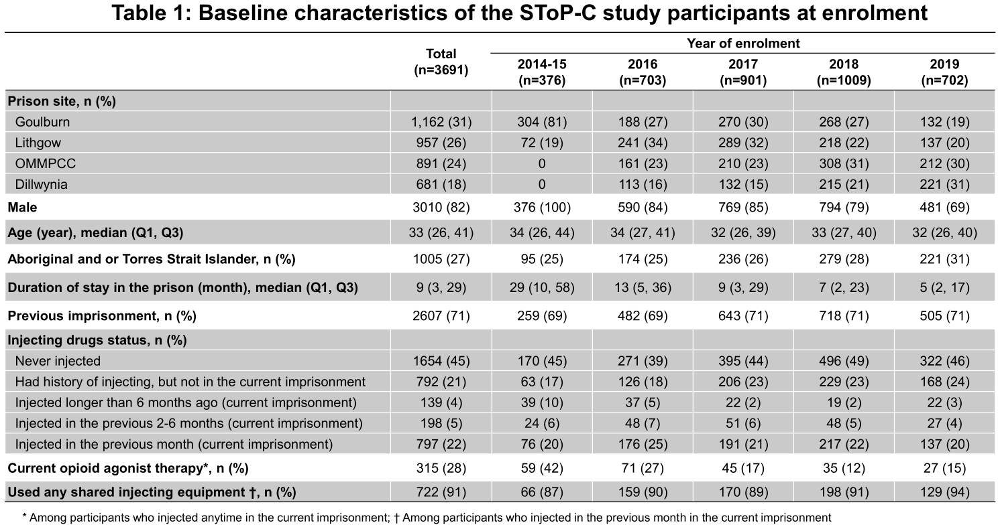 Table 1: Baseline characteristics of the SToP-C study participants at enrolment
Total (n=3691) Year of enrolment
2014-15 (n=376) 2016 (n=703) 2017 (n=901) 2018 (n=1009) 2019 (n=702)
Prison site, n (%)
Goulburn 1,162 (31) 304 (81) 188 (27) 270 (30) 268 (27) 132 (19)
Lithgow 957 (26) 72 (19) 241 (34) 289 (32) 218 (22) 137 (20)
OMMPCC 891 (24) 0 161 (23) 210 (23) 308 (31) 212 (30)
Dillwynia 681 (18) 0 113 (16) 132 (15) 215 (21) 221 (31)
Male 3010 (82) 376 (100) 590 (84) 769 (85) 794 (79) 481 (69)
Age (year), median (Q1, Q3) 33 (26, 41) 34 (26, 44) 34 (27, 41) 32 (26, 39) 33 (27, 40) 32 (26, 40)
Aboriginal and or Torres Strait Islander, n (%) 1005 (27) 95 (25) 174 (25) 236 (26) 279 (28) 221 (31)
Duration of stay in the prison (month), median (Q1, Q3) 9 (3, 29) 29 (10, 58) 13 (5, 36) 9 (3, 29) 7 (2, 23) 5 (2, 17)
Previous imprisonment, n (%) 2607 (71) 259 (69) 482 (69) 643 (71) 718 (71) 505 (71)
Injecting drugs status, n (%)
Never injected 1654 (45) 170 (45) 271 (39) 395 (44) 496 (49) 322 (46)
Had history of injecting, but not in the current imprisonment 792 (21) 63 (17) 126 (18) 206 (23) 229 (23) 168 (24)
Injected longer than 6 months ago (current imprisonment) 139 (4) 39 (10) 37 (5) 22 (2) 19 (2) 22 (3)
Injected in the previous 2-6 months (current imprisonment) 198 (5) 24 (6) 48 (7) 51 (6) 48 (5) 27 (4)
Injected in the previous month (current imprisonment) 797 (22) 76 (20) 176 (25) 191 (21) 217 (22) 137 (20)
Current opioid agonist therapy*, n (%) 315 (28) 59 (42) 71 (27) 45 (17) 35 (12) 27 (15)
Used any shared injecting equipment †, n (%) 722 (91) 66 (87) 159 (90) 170 (89) 198 (91) 129 (94)
* Among participants who injected anytime in the current imprisonment; † Among participants who injected in the previous month in the current imprisonment